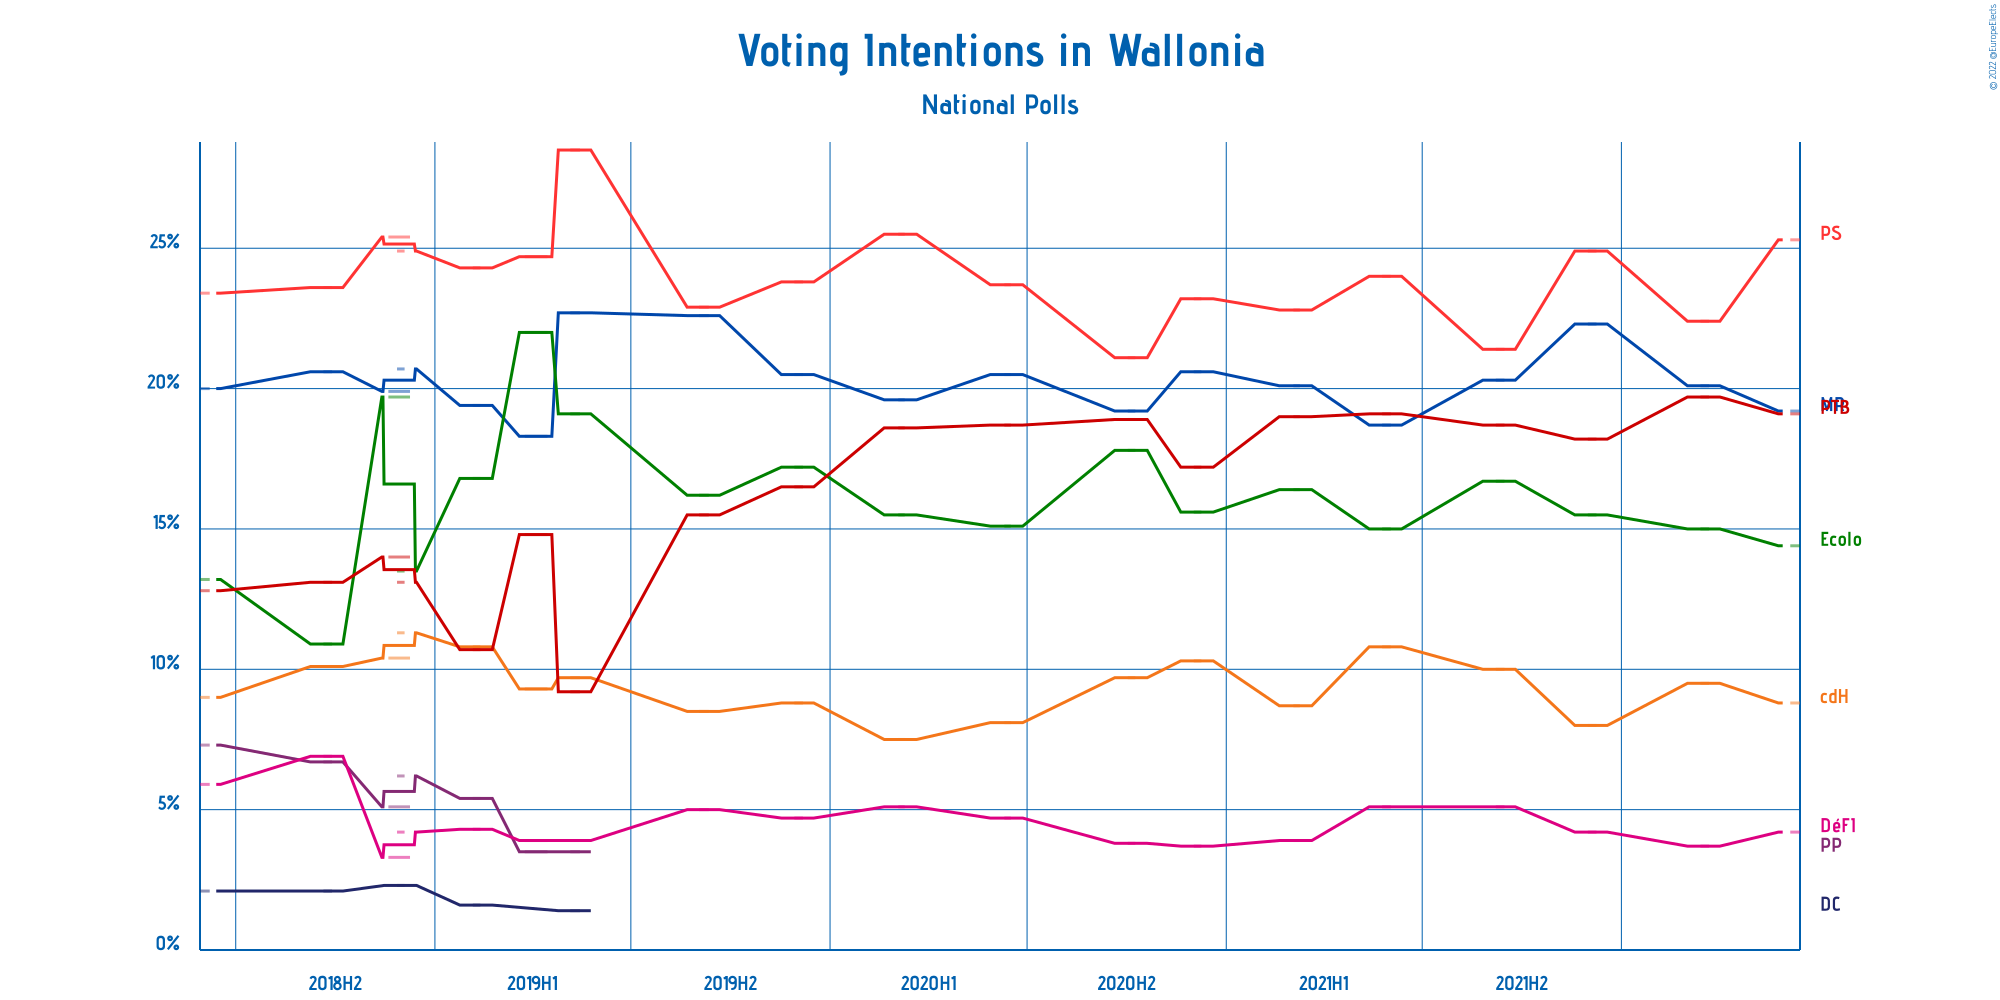 © 2022 @EuropeElects
Voting Intentions in Wallonia
National Polls
25%
20%
15%
10%
5%
0%
PS
MR
PTB
Ecolo
cdH
DéFI
PP
DC
2018H2
2019H1
2019H2
2020H1
2020H2
2021H1
2021H2